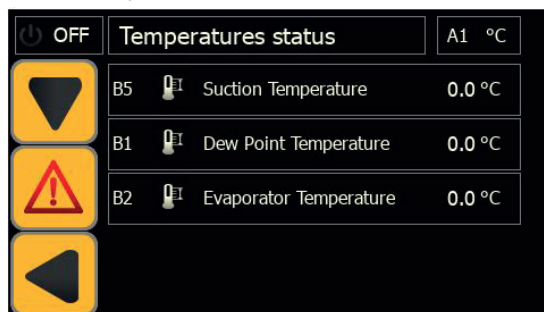 OFF Temperatures status A1 °C
B5 Suction Temperature 0.0 °C
B1 Dew Point Temperature 0.0 °C
B2 Evaporator Temperature 0.0 °C